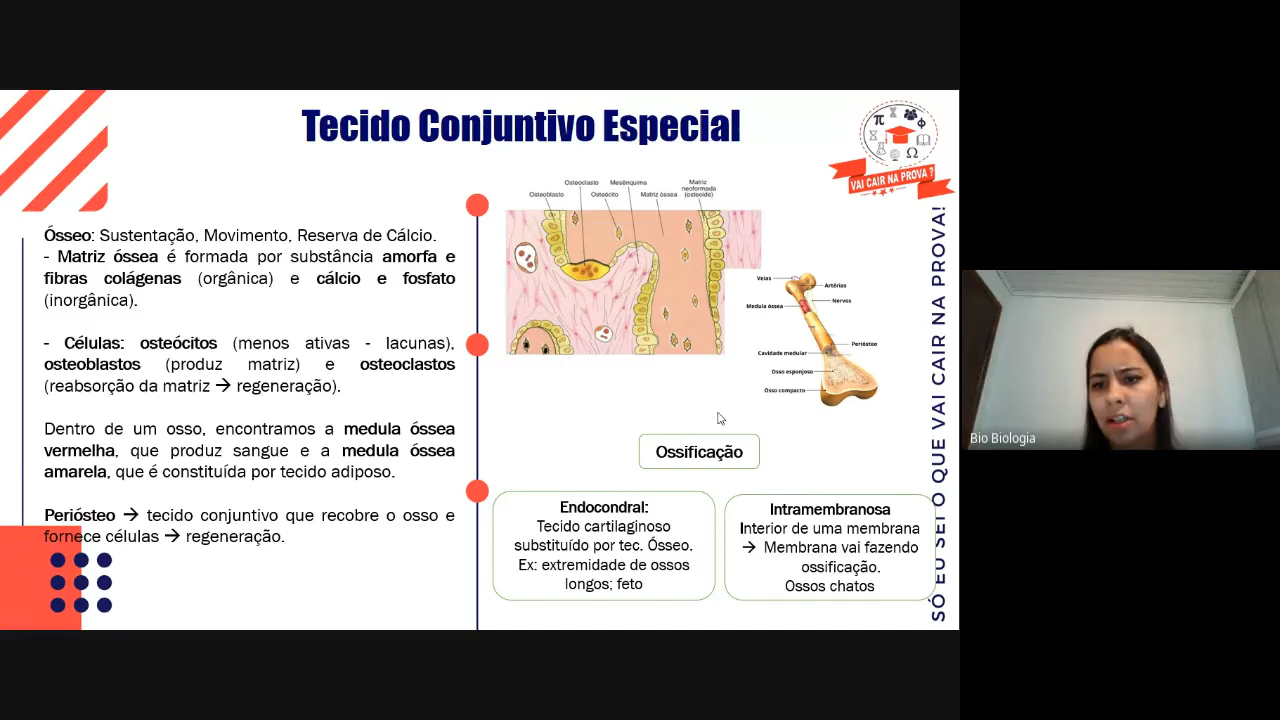 Tecido Conjuntivo Especial
π
Φ
Ω
VAI CAIR NA PROVA ?
SÓ EU SEI O QUE VAI CAIR NA PROVA!
Ósseo: Sustentação, Movimento, Reserva de Cálcio.
- Matriz óssea é formada por substância amorfa e
fibras colágenas (orgânica) e cálcio e fosfato
(inorgânica).
- Células: osteócitos (menos ativas - lacunas),
osteoblastos (produz matriz) e osteoclastos
(reabsorção da matriz → regeneração).
Dentro de um osso, encontramos a medula óssea
vermelha, que produz sangue e a medula óssea
amarela, que é constituída por tecido adiposo.
Periósteo → tecido conjuntivo que recobre o osso e
fornece células → regeneração.
Osteoclasto
Mesênquima
Matriz
neoformada
(osteoide)
Osteoblasto
Osteócito
Matriz óssea
Veias
Artérias
Nervos
Medula óssea
Periósteo
Cavidade medular
Osso esponjoso
Osso compacto
Ossificação
Endocondral:
Tecido cartilaginoso
substituído por tec. Ósseo.
Ex: extremidade de ossos
longos; feto
Intramembranosa
Interior de uma membrana
→ Membrana vai fazendo
ossificação.
Ossos chatos
Bio Biologia